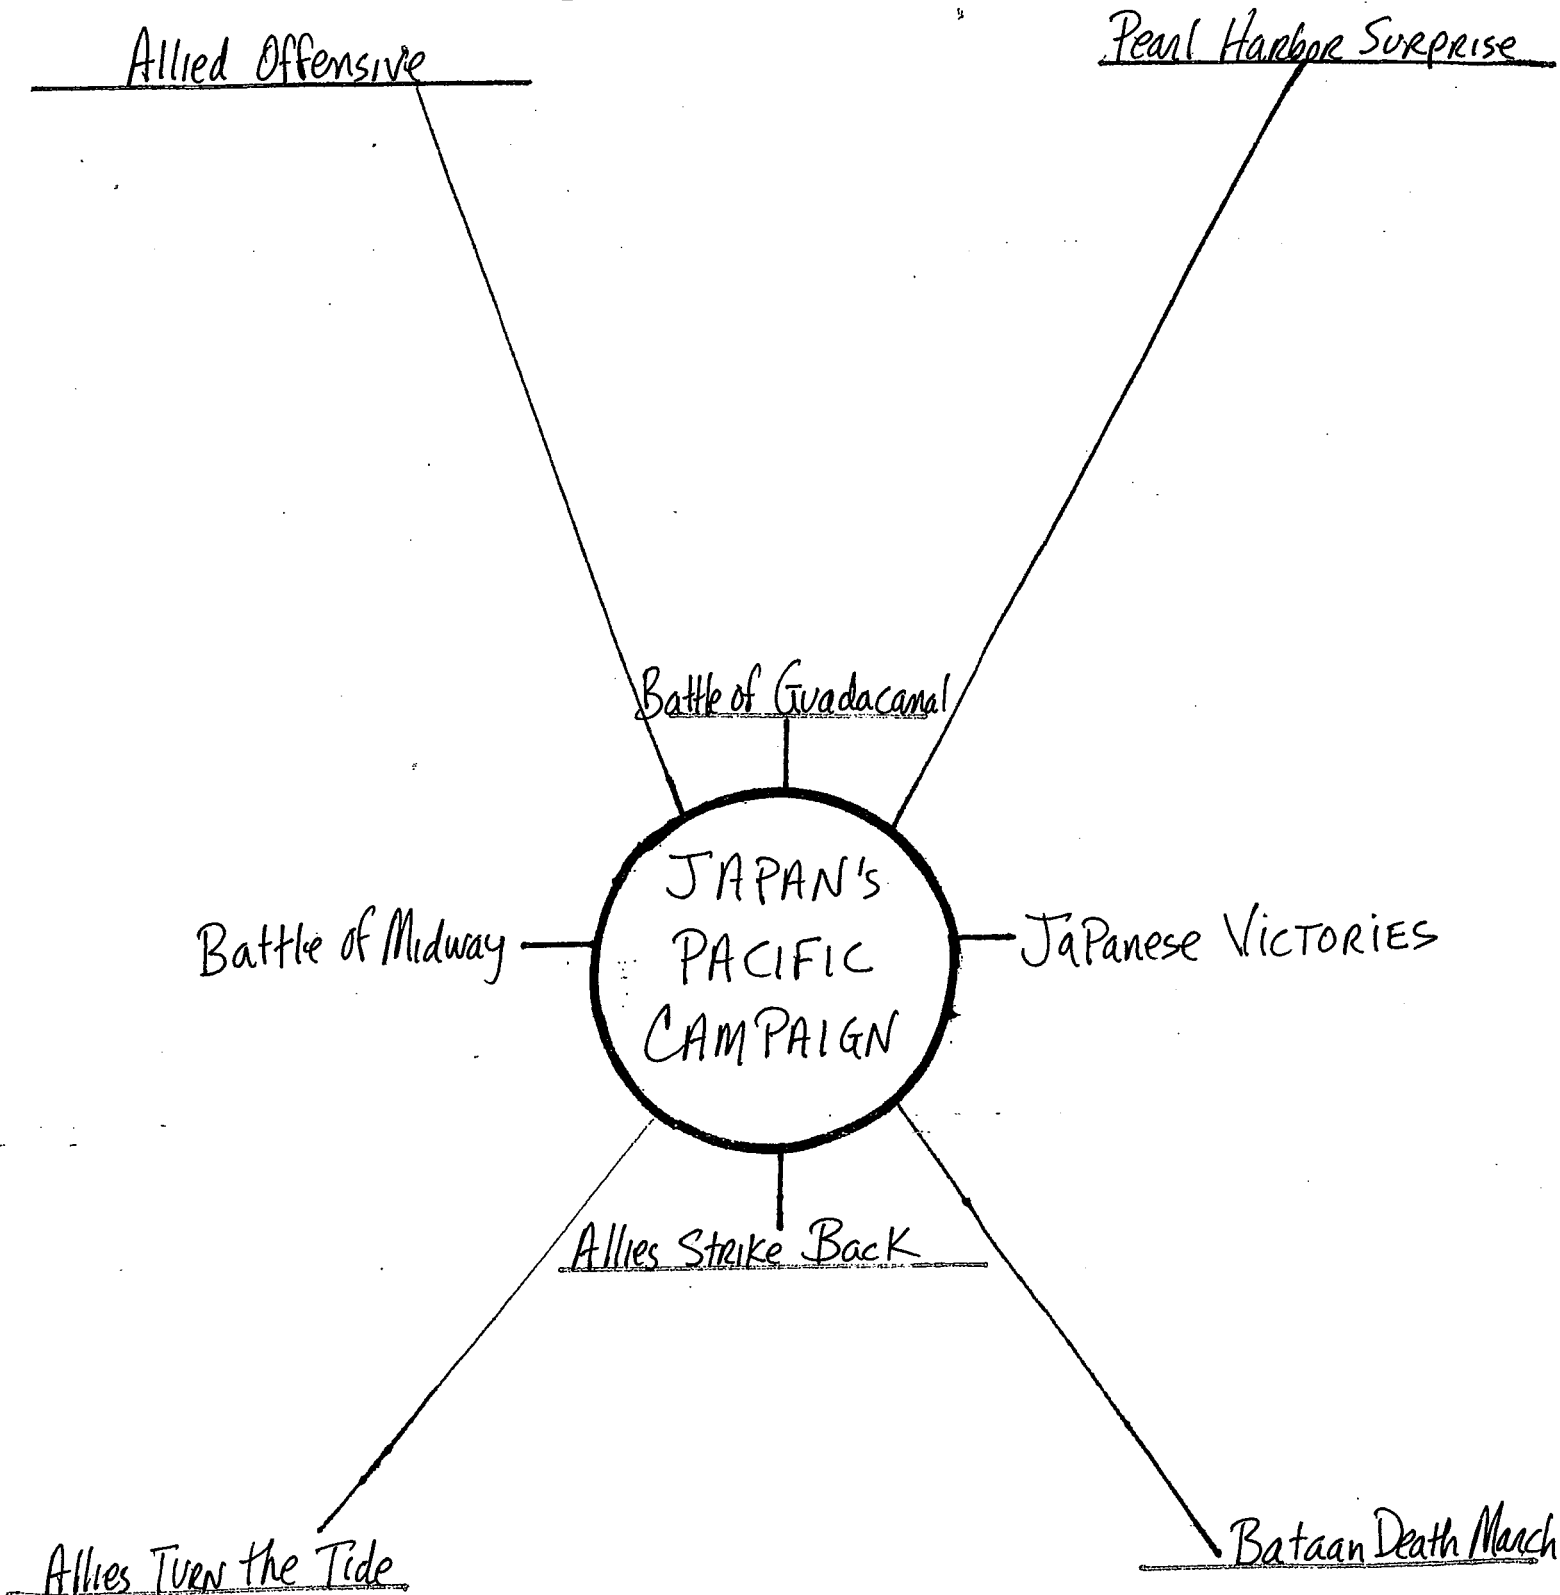 Allied Offensive
Pearl Harbor Surprise
Battle of Guadacanal
JAPAN's
PACIFIC
CAMPAIGN
Battle of Midway
Japanese Victories
Allies Strike Back
Allies Turn the Tide
Bataan Death March